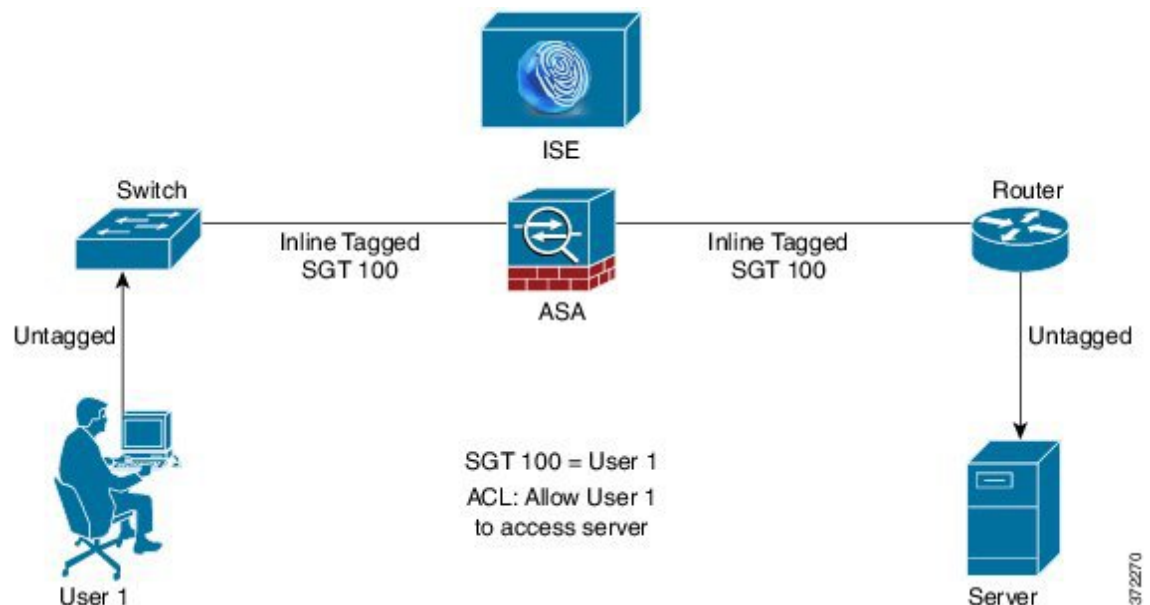 ISE
Switch
Router
Inline Tagged
SGT 100
Inline Tagged
SGT 100
ASA
Untagged
Untagged
SGT 100 = User 1
ACL: Allow User 1
to access server
User 1
Server
372270